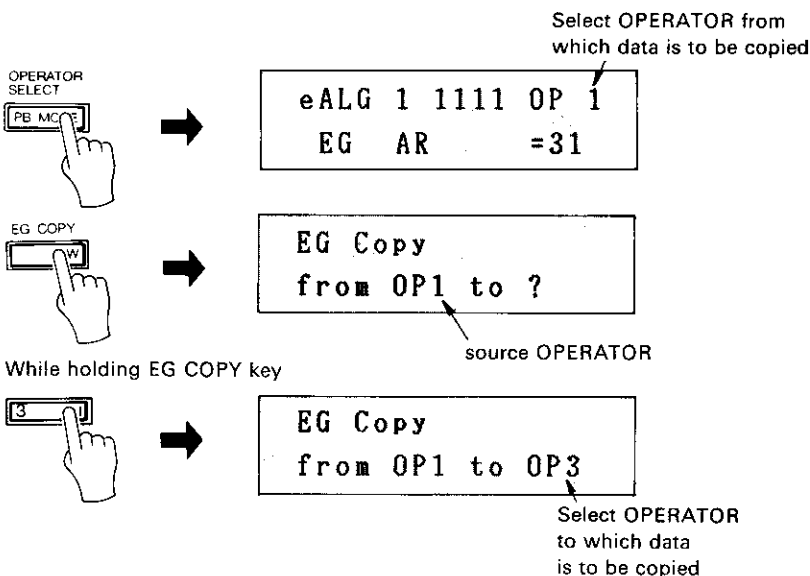 Select OPERATOR from
which data is to be copied
OPERATOR
SELECT
PB MO E
eALG 1 1111 OP 1
EG AR =31
EG COPY
W
EG Copy
from OP1 to ?
source OPERATOR
While holding EG COPY key
3
EG Copy
from OP1 to OP3
Select OPERATOR
to which data
is to be copied